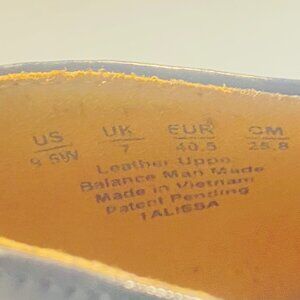 US UK EUR CM
9.5W 7 40.5 25.8
Leather Uppe
Balance Man Made
Made in Vietnam
Patent Pending
1ALISSA